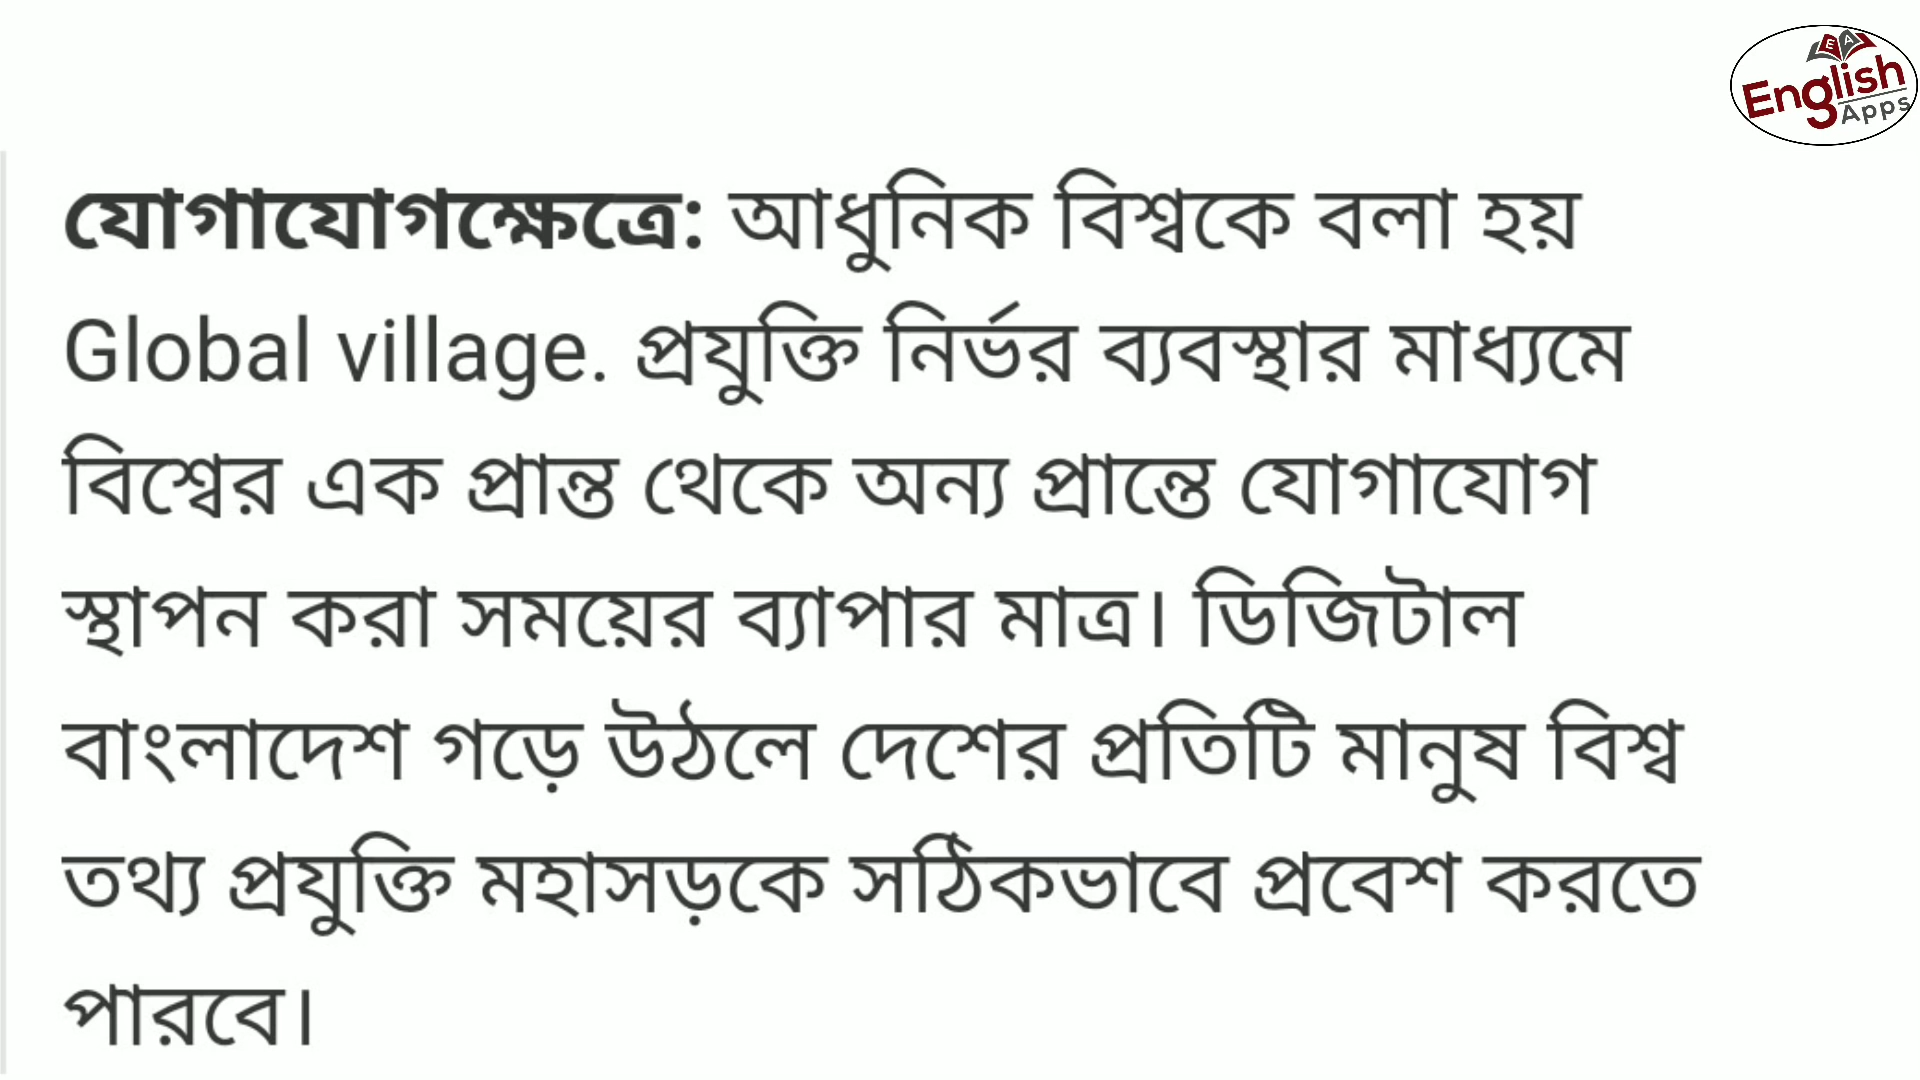 E A
English
Apps
যোগাযোগক্ষেত্রে: আধুনিক বিশ্বকে বলা হয়
Global village. প্রযুক্তি নির্ভর ব্যবস্থার মাধ্যমে
বিশ্বের এক প্রান্ত থেকে অন্য প্রান্তে যোগাযোগ
স্থাপন করা সময়ের ব্যাপার মাত্র। ডিজিটাল
বাংলাদেশ গড়ে উঠলে দেশের প্রতিটি মানুষ বিশ্ব
তথ্য প্রযুক্তি মহাসড়কে সঠিকভাবে প্রবেশ করতে
পারবে।